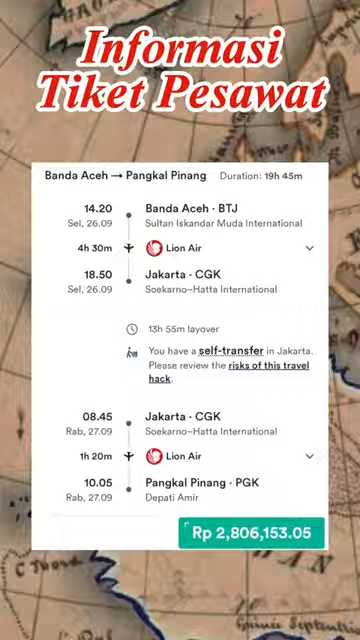 Informasi
Tiket Pesawat
Banda Aceh → Pangkal Pinang Duration: 19h 45m
14.20 Banda Aceh · BTJ
Sel, 26.09 Sultan Iskandar Muda International
4h 30m Lion Air
18.50 Jakarta · CGK
Sel, 26.09 Soekarno–Hatta International
13h 55m layover
You have a self-transfer in Jakarta.
Please review the risks of this travel
hack.
08.45 Jakarta · CGK
Rab, 27.09 Soekarno–Hatta International
1h 20m Lion Air
10.05 Pangkal Pinang · PGK
Rab, 27.09 Depati Amir
Rp 2,806,153.05